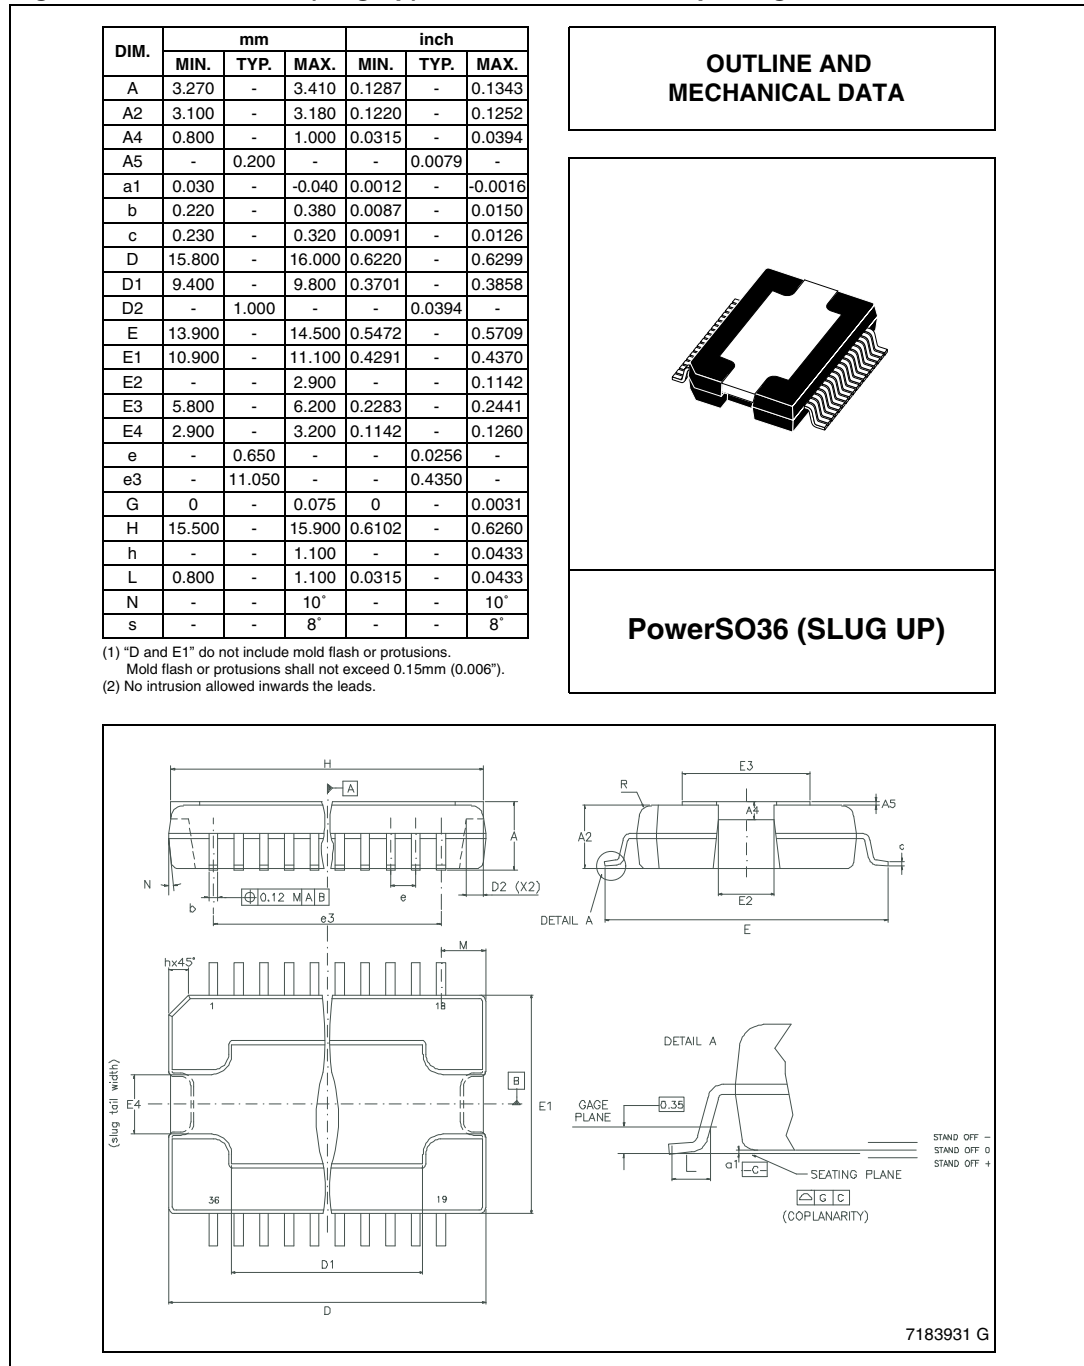 DIM. mm inch
MIN. TYP. MAX. MIN. TYP. MAX.
A 3.270 - 3.410 0.1287 - 0.1343
A2 3.100 - 3.180 0.1220 - 0.1252
A4 0.800 - 1.000 0.0315 - 0.0394
A5 - 0.200 - - 0.0079 -
a1 0.030 - -0.040 0.0012 - -0.0016
b 0.220 - 0.380 0.0087 - 0.0150
c 0.230 - 0.320 0.0091 - 0.0126
D 15.800 - 16.000 0.6220 - 0.6299
D1 9.400 - 9.800 0.3701 - 0.3858
D2 - 1.000 - - 0.0394 -
E 13.900 - 14.500 0.5472 0.5709
E1 10.900 - 11.100 0.4291 - 0.4370
E2 - - 2.900 - - 0.1142
E3 5.800 - 6.200 0.2283 - 0.2441
E4 2.900 - 3.200 0.1142 - 0.1260
e - 0.650 - - 0.0256 -
e3 - 11.050 - - 0.4350 -
G 0 - 0.075 0 - 0.0031
H 15.500 - 15.900 0.6102 - 0.6260
h - - 1.100 - - 0.0433
L 0.800 - 1.100 0.0315 - 0.0433
N - - 10˚ - - 10˚
s - - 8˚ - - 8˚
(1) “D and E1” do not include mold flash or protusions.
Mold flash or protusions shall not exceed 0.15mm (0.006”).
(2) No intrusion allowed inwards the leads.
OUTLINE AND
MECHANICAL DATA
PowerSO36 (SLUG UP)
H
A
A
N
b
0.12 M A B
e
D2 (X2)
e3
E3
R
A4
A5
A2
c
DETAIL A
E2
E
M
hx45°
1 18
B
E4
(slug tail width)
E1
36 19
D1
D
DETAIL A
GAGE
PLANE
0.35
L
a1
-C-
SEATING PLANE
G C
(COPLANARITY)
STAND OFF -
STAND OFF 0
STAND OFF +
7183931 G